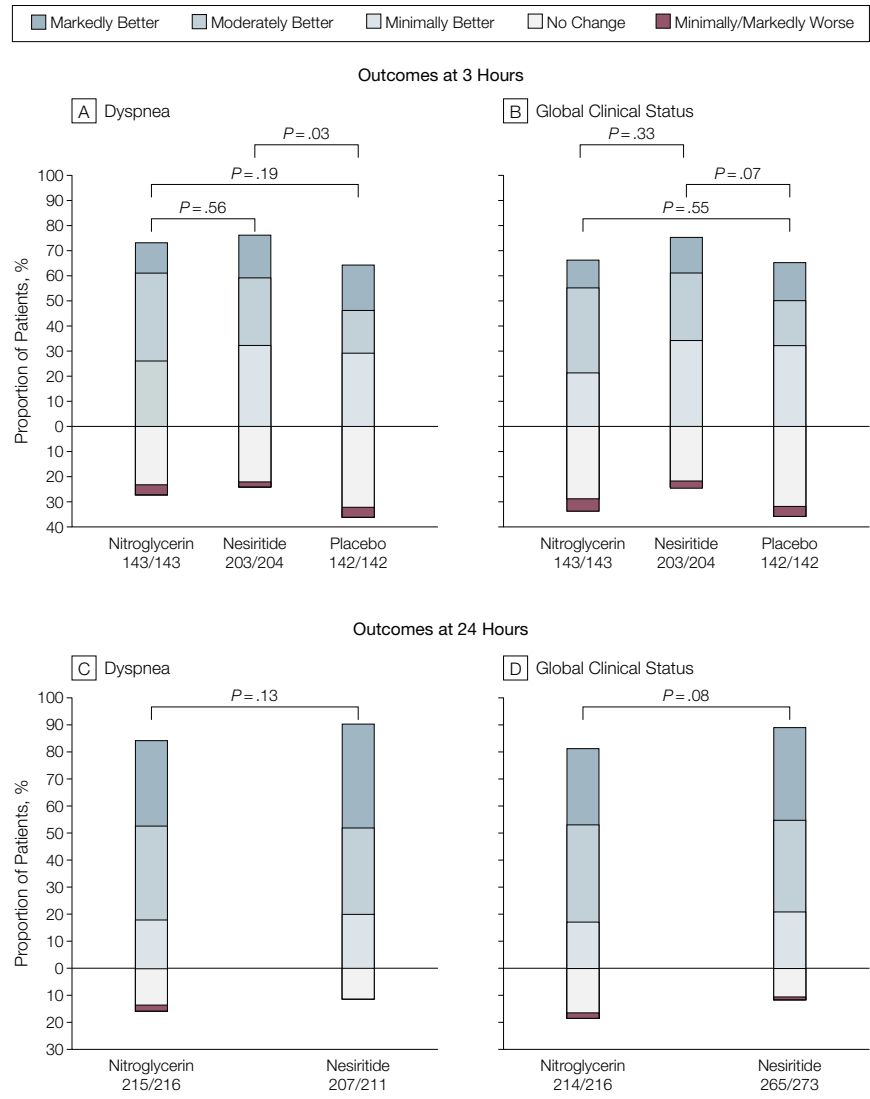 Markedly Better Moderately Better Minimally Better No Change Minimally/Markedly Worse
Outcomes at 3 Hours
A Dyspnea
P=.03
P=.19
P=.56
100
90
80
70
60
50
40
30
20
10
0
10
20
30
40
Proportion of Patients, %
Nitroglycerin Nesiritide Placebo
143/143 203/204 142/142
B Global Clinical Status
P=.33
P=.07
P=.55
Nitroglycerin Nesiritide Placebo
143/143 203/204 142/142
Outcomes at 24 Hours
C Dyspnea
P=.13
100
90
80
70
60
50
40
30
20
10
0
10
20
30
Proportion of Patients, %
Nitroglycerin Nesiritide
215/216 207/211
D Global Clinical Status
P=.08
Nitroglycerin Nesiritide
214/216 265/273